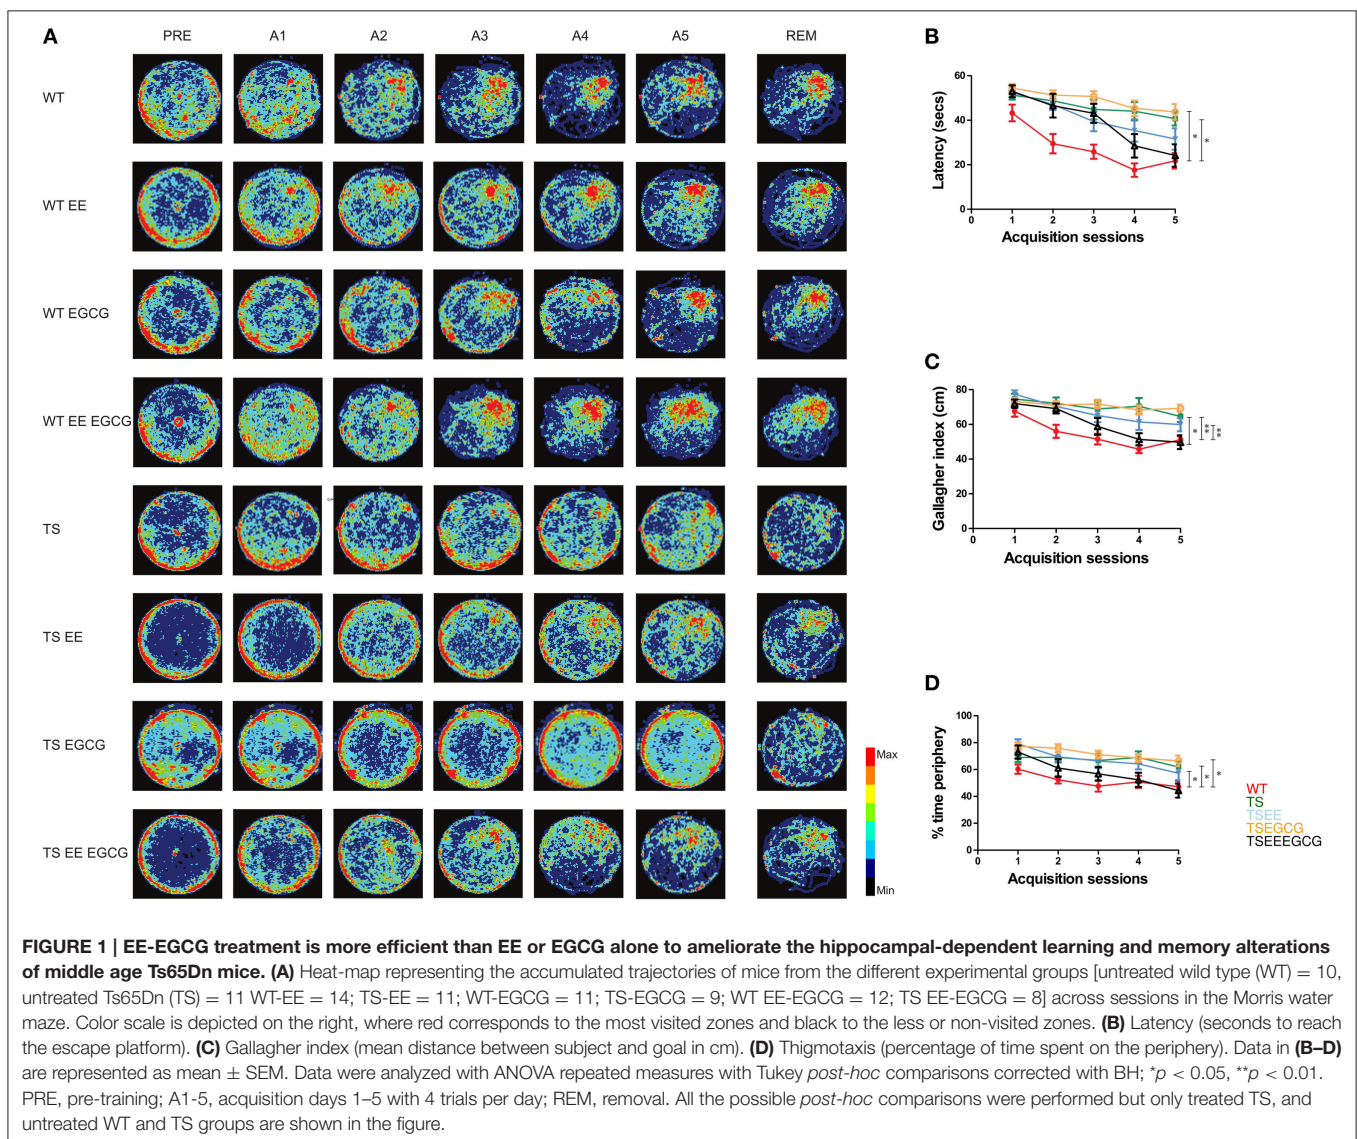 A
PRE A1 A2 A3 A4 A5 REM
WT
WT EE
WT EGCG
WT EE EGCG
TS
TS EE
TS EGCG
TS EE EGCG
Max
Min
B
60
40
20
0
Latency (secs)
0 1 2 3 4 5
Acquisition sessions
* *
C
80
60
40
20
0
Gallagher index (cm)
0 1 2 3 4 5
Acquisition sessions
* ** **
D
100
80
60
40
20
0
% time periphery
0 1 2 3 4 5
Acquisition sessions
* * *
WT
TS
TSEE
TSEGCG
TSEEEGCG
FIGURE 1 | EE-EGCG treatment is more efficient than EE or EGCG alone to ameliorate the hippocampal-dependent learning and memory alterations
of middle age Ts65Dn mice. (A) Heat-map representing the accumulated trajectories of mice from the different experimental groups [untreated wild type (WT) = 10,
untreated Ts65Dn (TS) = 11 WT-EE = 14; TS-EE = 11; WT-EGCG = 11; TS-EGCG = 9; WT EE-EGCG = 12; TS EE-EGCG = 8] across sessions in the Morris water
maze. Color scale is depicted on the right, where red corresponds to the most visited zones and black to the less or non-visited zones. (B) Latency (seconds to reach
the escape platform). (C) Gallagher index (mean distance between subject and goal in cm). (D) Thigmotaxis (percentage of time spent on the periphery). Data in (B–D)
are represented as mean ± SEM. Data were analyzed with ANOVA repeated measures with Tukey post-hoc comparisons corrected with BH; *p < 0.05, **p < 0.01.
PRE, pre-training; A1-5, acquisition days 1–5 with 4 trials per day; REM, removal. All the possible post-hoc comparisons were performed but only treated TS, and
untreated WT and TS groups are shown in the figure.